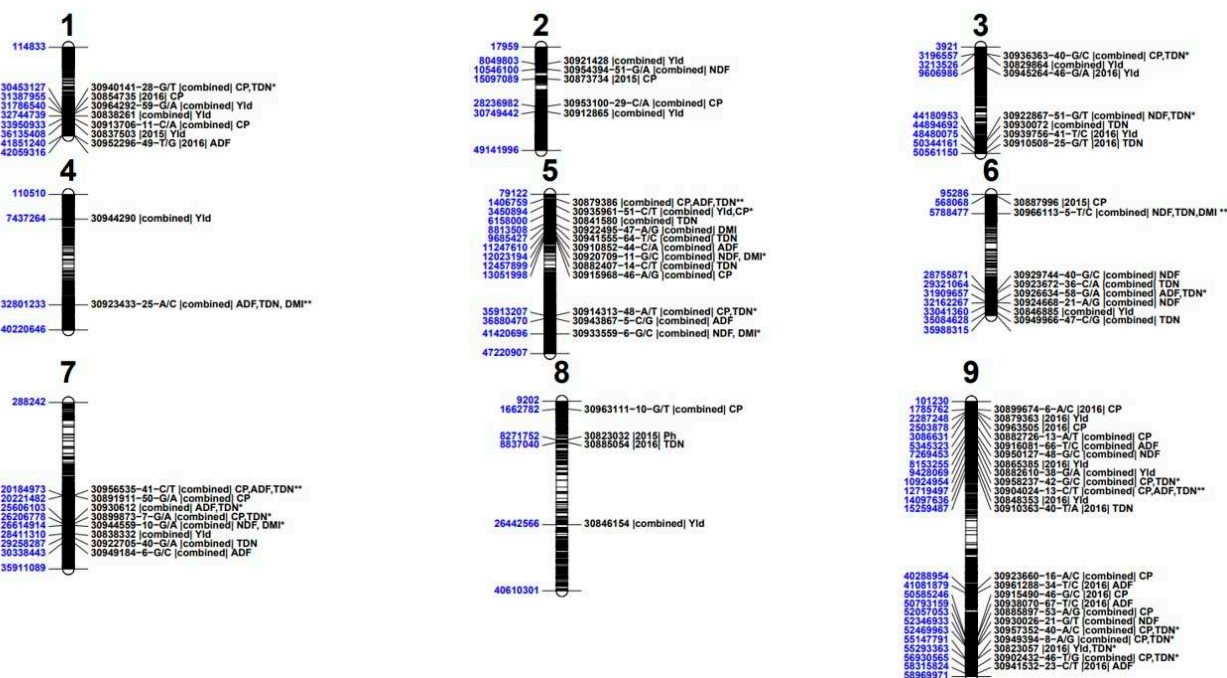 1
114833
30453127 30940141-28-G/T |combined| CP,TDN*
31387955 30854735 |2016| CP
31786540 30964292-59-G/A |combined| Yld
32744739 30838261 |combined| Yld
33950933 30913706-11-C/A |combined| CP
36135408 30837503 |2015| Yld
41851240 30952296-49-T/G |2016| ADF
42059316
2
17959
8049803 30921428 |combined| Yld
10546100 30954394-51-G/A |combined| NDF
15097089 30873734 |2015| CP
28236982 30953100-29-C/A |combined| CP
30749442 30912865 |combined| Yld
49141996
3
3921
3196557 30936363-40-G/C |combined| CP,TDN*
3213526 30829864 |combined| Yld
9606986 30945264-46-G/A |2016| Yld
44180953 30922867-51-G/T |combined| NDF,TDN*
44894692 30930072 |combined| TDN
48480075 30939756-41-T/C |2016| Yld
50344161 30910508-25-G/T |2016| TDN
50561150
4
110510
7437264 30944290 |combined| Yld
32801233 30923433-25-A/C |combined| ADF,TDN, DMI**
40220646
5
79122
1406759 30879386 |combined| CP,ADF,TDN**
3450894 30935961-51-C/T |combined| Yld,CP*
6158000 30841580 |combined| TDN
8813508 30922495-47-A/G |combined| DMI
9685427 30941555-64-T/C |combined| TDN
11247610 30910852-44-C/A |combined| ADF
12023194 30920709-11-G/C |combined| NDF, DMI*
12457899 30882407-14-C/T |combined| TDN
13051998 30915968-46-A/G |combined| CP
35913207 30914313-48-A/T |combined| CP,TDN*
36880470 30943867-5-C/G |combined| ADF
41420696 30933559-6-G/C |combined| NDF, DMI*
47220907
6
95286
568068 30887996 |2015| CP
5788477 30966113-5-T/C |combined| NDF,TDN,DMI **
28755871 30929744-40-G/C |combined| NDF
29321064 30923672-36-C/A |combined| TDN
31909657 30926634-58-G/A |combined| ADF,TDN*
32162267 30924668-21-A/G |combined| NDF
33041360 30846885 |combined| Yld
35084628 30949966-47-C/G |combined| TDN
35988315
7
288242
20184973 30956535-41-C/T |combined| CP,ADF,TDN**
20221482 30891911-50-G/A |combined| CP
25606103 30930612 |combined| ADF,TDN*
26206778 30899873-7-G/A |combined| CP,TDN*
26614914 30944559-10-G/A |combined| NDF, DMI*
28411310 30838332 |combined| Yld
29258287 30922705-40-G/A |combined| TDN
30338443 30949184-6-G/C |combined| ADF
35911089
8
9202
1662782 30963111-10-G/T |combined| CP
8271752 30823032 |2015| Ph
8837040 30885054 |2016| TDN
26442566 30846154 |combined| Yld
40610301
9
101230
1785762 30899674-6-A/C |2016| CP
2287248 30879363 |2016| Yld
2503878 30963505 |2016| CP
3086631 30882726-13-A/T |combined| CP
5345323 30916081-66-T/C |combined| ADF
7269453 30950127-48-G/C |combined| NDF
8153255 30865385 |2016| Yld
9428069 30882610-38-G/A |combined| Yld
10924954 30958237-42-G/C |combined| CP,TDN*
12719497 30904024-13-C/T |combined| CP,ADF,TDN**
14097636 30848353 |2016| Yld
15259487 30910363-40-T/A |2016| TDN
40288954 30923660-16-A/C |combined| CP
41081879 30961288-34-T/C |2016| ADF
50585246 30915490-46-G/C |2016| CP
50793159 30938070-67-T/C |2016| ADF
52057053 30885897-53-A/G |combined| CP
52346933 30930026-21-G/T |combined| NDF
52469963 30957352-40-A/C |combined| CP,TDN*
55147791 30949394-8-A/G |combined| CP,TDN*
55293363 30823057 |2016| Yld,TDN*
56930565 30902432-46-T/G |combined| CP,TDN*
58315824 30941532-23-C/T |2016| ADF
58969971